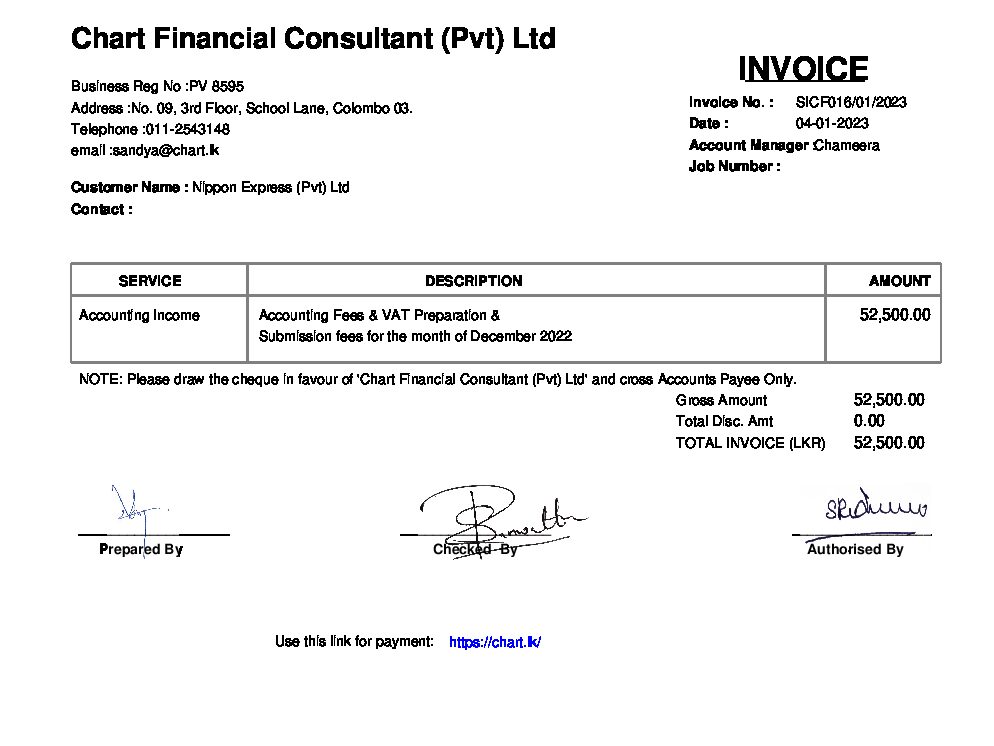 Chart Financial Consultant (Pvt) Ltd
INVOICE
Business Reg No :PV 8595
Address :No. 09, 3rd Floor, School Lane, Colombo 03.
Telephone :011-2543148
email :sandya@chart.lk
Invoice No. : SICF016/01/2023
Date : 04-01-2023
Account Manager :Chameera
Job Number :
Customer Name : Nippon Express (Pvt) Ltd
Contact :
SERVICE DESCRIPTION AMOUNT
Accounting Income Accounting Fees & VAT Preparation & 52,500.00
Submission fees for the month of December 2022
NOTE: Please draw the cheque in favour of 'Chart Financial Consultant (Pvt) Ltd' and cross Accounts Payee Only.
Gross Amount 52,500.00
Total Disc. Amt 0.00
TOTAL INVOICE (LKR) 52,500.00
Prepared By Checked By Authorised By
Use this link for payment: https://chart.lk/